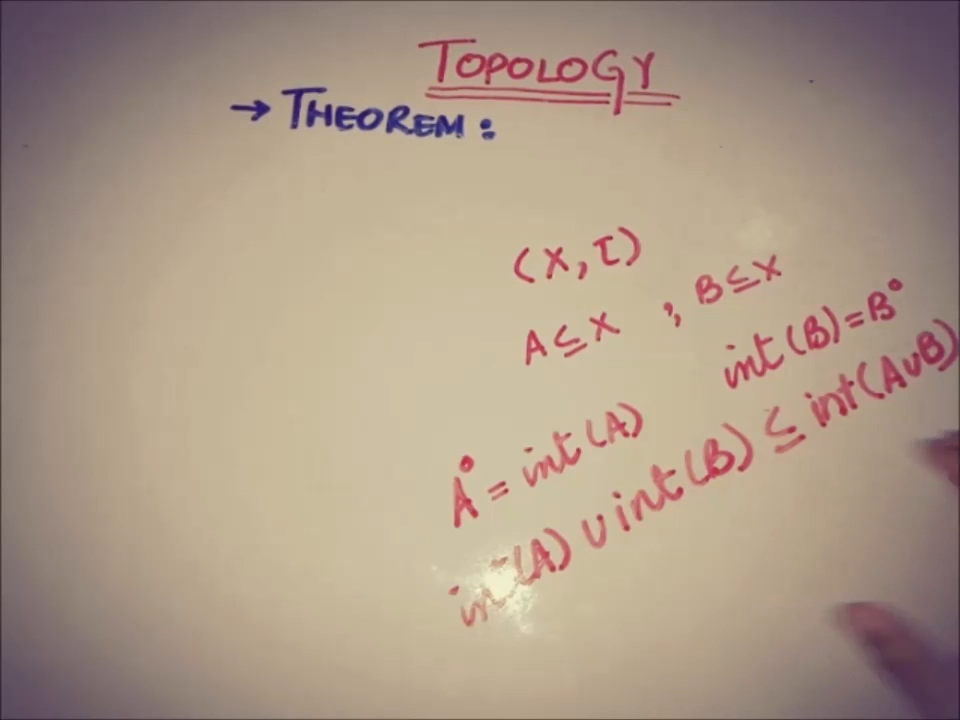 TOPOLOGY
→ THEOREM:
(X, τ)
A ⊆ X ; B ⊆ X
Å = int(A) int(B) = B°
int(A) ∪ int(B) ⊆ int(A∪B)